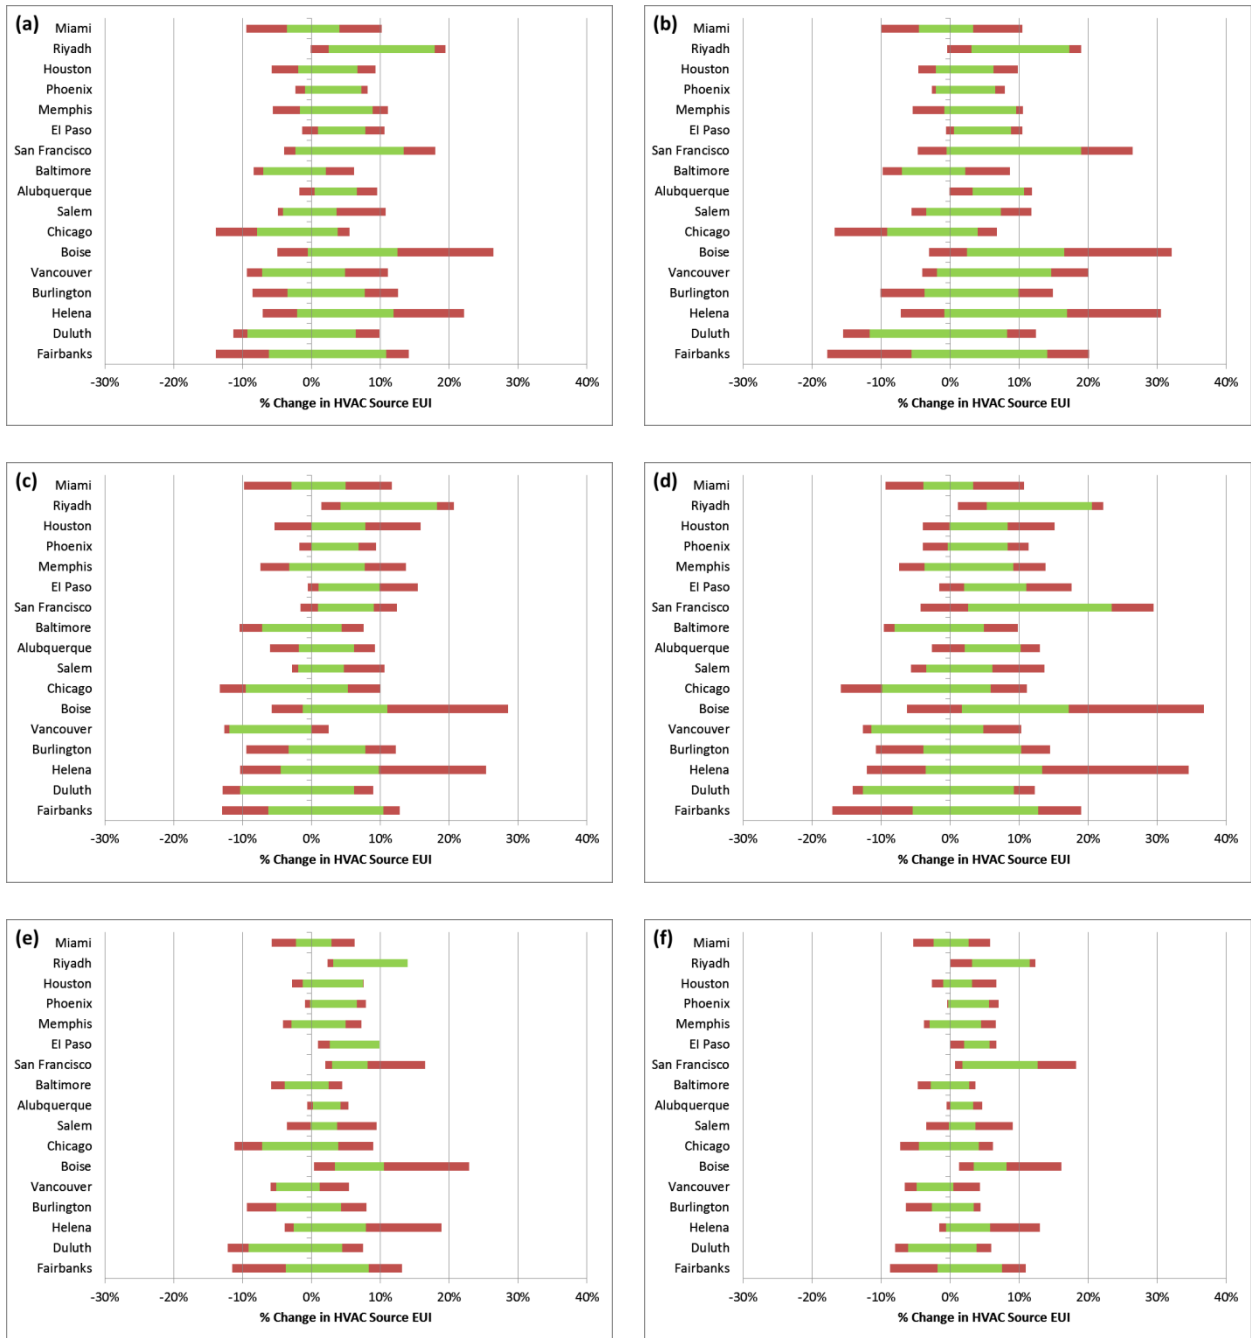 (a)
Miami
Riyadh
Houston
Phoenix
Memphis
El Paso
San Francisco
Baltimore
Alubquerque
Salem
Chicago
Boise
Vancouver
Burlington
Helena
Duluth
Fairbanks
-30% -20% -10% 0% 10% 20% 30% 40%
% Change in HVAC Source EUI
(b)
Miami
Riyadh
Houston
Phoenix
Memphis
El Paso
San Francisco
Baltimore
Alubquerque
Salem
Chicago
Boise
Vancouver
Burlington
Helena
Duluth
Fairbanks
-30% -20% -10% 0% 10% 20% 30% 40%
% Change in HVAC Source EUI
(c)
Miami
Riyadh
Houston
Phoenix
Memphis
El Paso
San Francisco
Baltimore
Alubquerque
Salem
Chicago
Boise
Vancouver
Burlington
Helena
Duluth
Fairbanks
-30% -20% -10% 0% 10% 20% 30% 40%
% Change in HVAC Source EUI
(d)
Miami
Riyadh
Houston
Phoenix
Memphis
El Paso
San Francisco
Baltimore
Alubquerque
Salem
Chicago
Boise
Vancouver
Burlington
Helena
Duluth
Fairbanks
-30% -20% -10% 0% 10% 20% 30% 40%
% Change in HVAC Source EUI
(e)
Miami
Riyadh
Houston
Phoenix
Memphis
El Paso
San Francisco
Baltimore
Alubquerque
Salem
Chicago
Boise
Vancouver
Burlington
Helena
Duluth
Fairbanks
-30% -20% -10% 0% 10% 20% 30% 40%
% Change in HVAC Source EUI
(f)
Miami
Riyadh
Houston
Phoenix
Memphis
El Paso
San Francisco
Baltimore
Alubquerque
Salem
Chicago
Boise
Vancouver
Burlington
Helena
Duluth
Fairbanks
-30% -20% -10% 0% 10% 20% 30% 40%
% Change in HVAC Source EUI